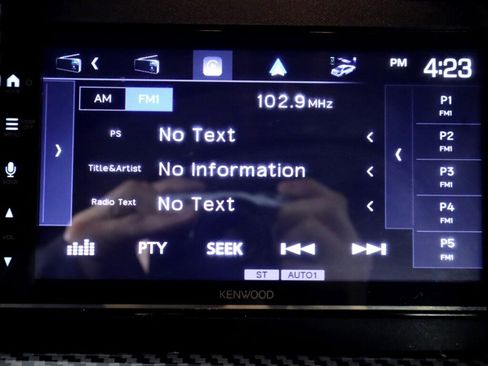 PM 4:23
AM FM1 102.9 MHz
PS No Text
Title&Artist No Information
Radio Text No Text
PTY SEEK
ST AUTO1
P1
FM1
P2
FM1
P3
FM1
P4
FM1
P5
FM1
KENWOOD